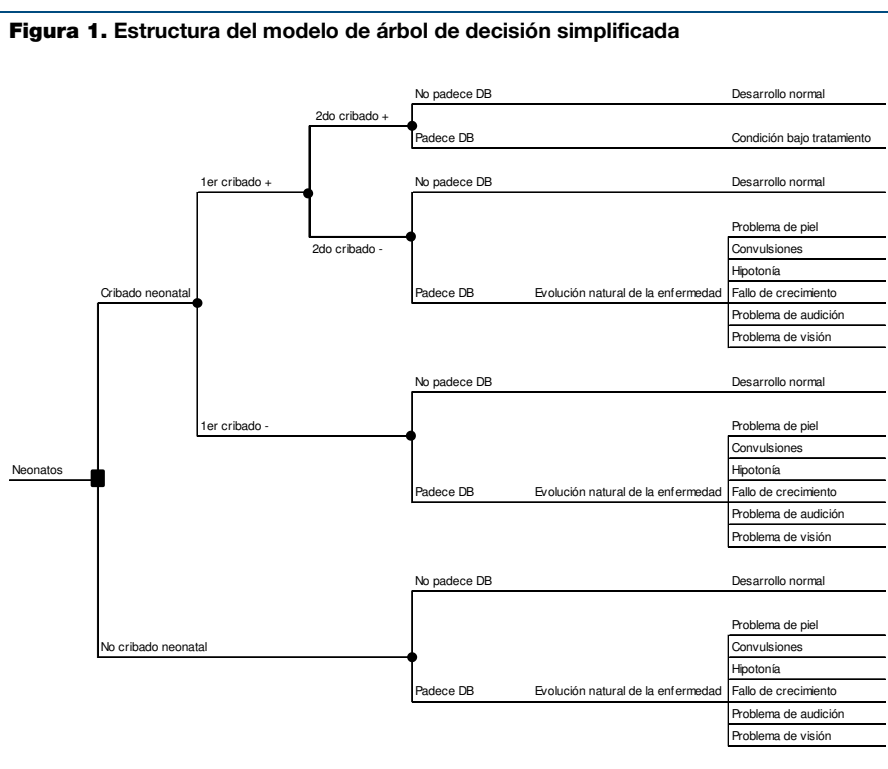 Figura 1. Estructura del modelo de árbol de decisión simplificada
No padece DB
Desarrollo normal
2do cribado +
Padece DB
Condición bajo tratamiento
1er cribado +
No padece DB
Desarrollo normal
2do cribado -
Problema de piel
Convulsiones
Hipotonía
Cribado neonatal
Padece DB
Evolución natural de la enfermedad
Fallo de crecimiento
Problema de audición
Problema de visión
No padece DB
Desarrollo normal
1er cribado -
Problema de piel
Convulsiones
Neonatos
Hipotonía
Padece DB
Evolución natural de la enfermedad
Fallo de crecimiento
Problema de audición
Problema de visión
No padece DB
Desarrollo normal
Problema de piel
No cribado neonatal
Convulsiones
Hipotonía
Padece DB
Evolución natural de la enfermedad
Fallo de crecimiento
Problema de audición
Problema de visión